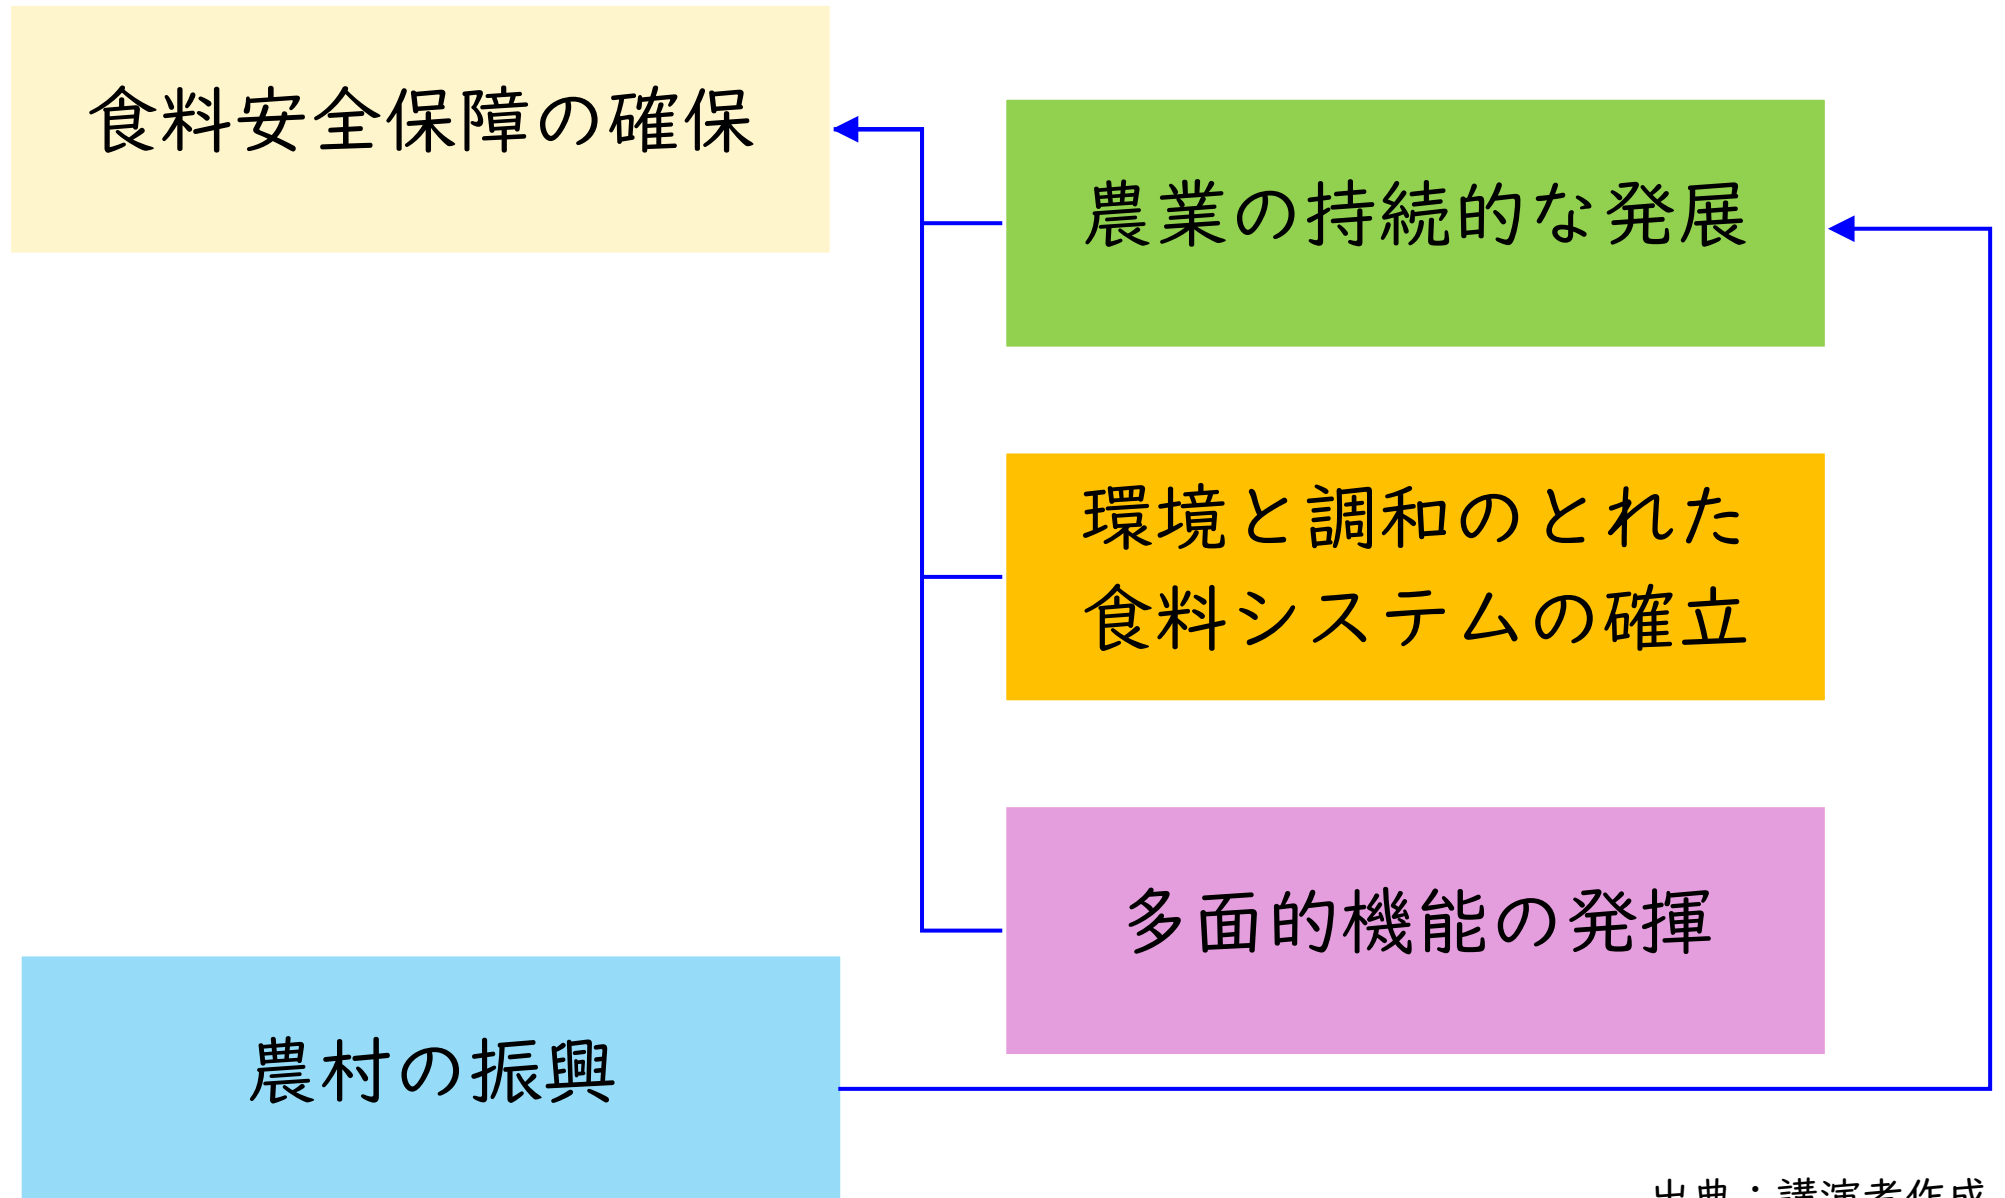 食料安全保障の確保
農業の持続的な発展
環境と調和のとれた
食料システムの確立
多面的機能の発揮
農村の振興
出典：講演者作成